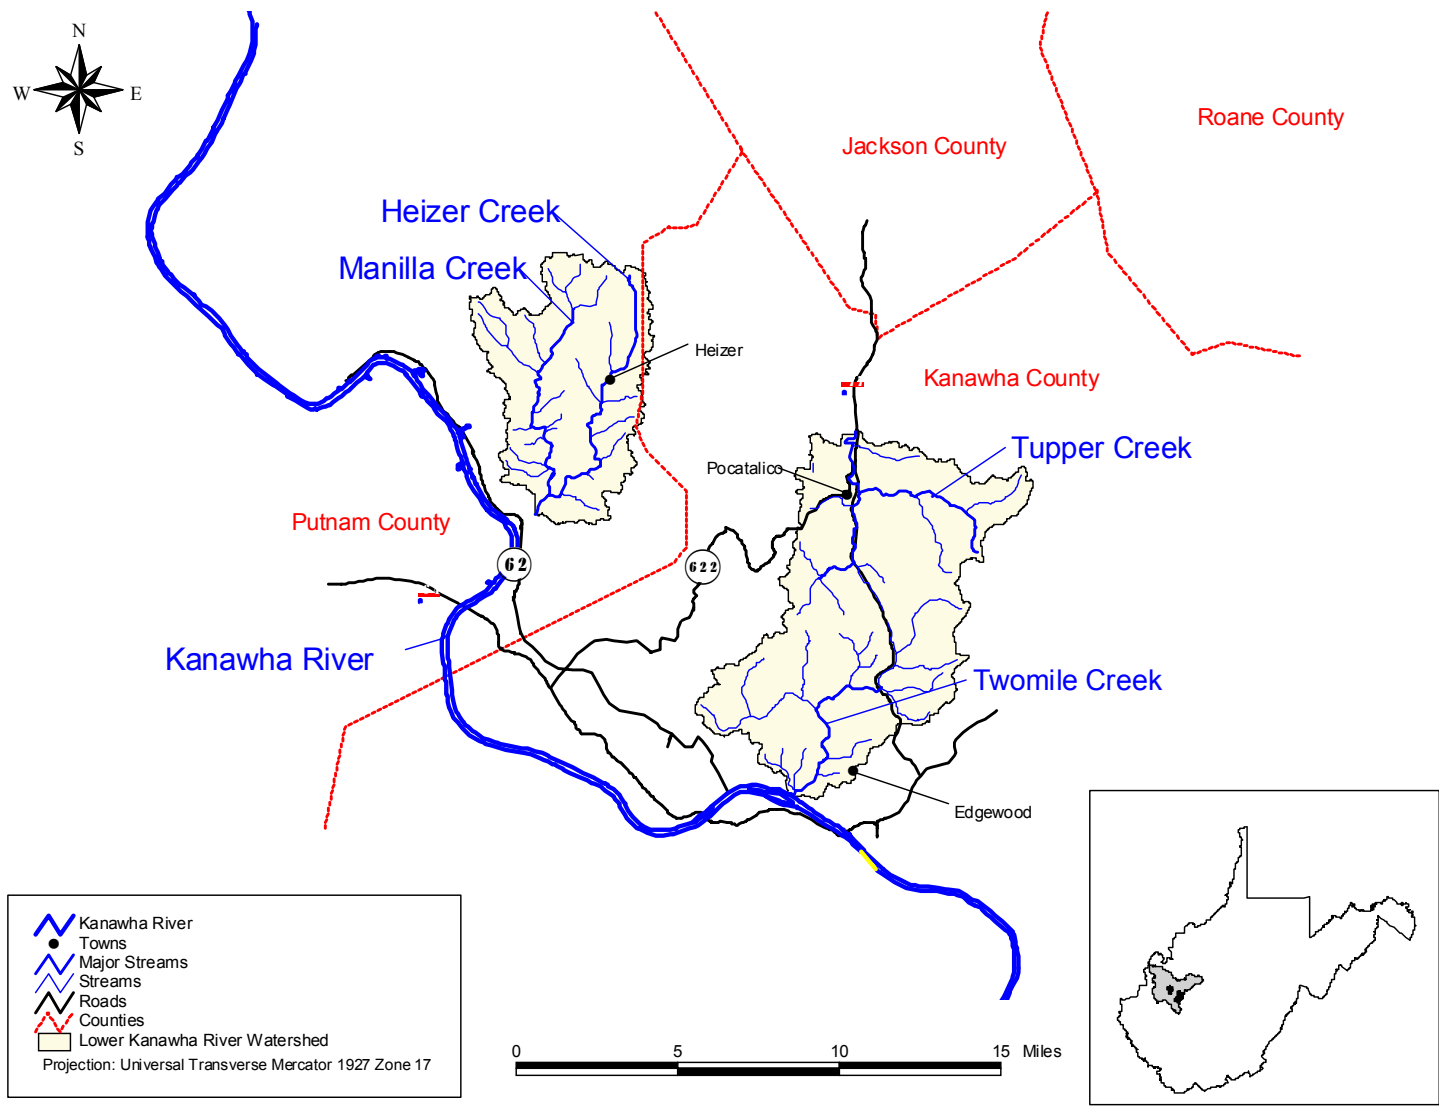 N
W
E
S
Roane County
Jackson County
Heizer Creek
Manilla Creek
Heizer
Kanawha County
Tupper Creek
Pocatalico
Putnam County
62
622
Kanawha River
Twomile Creek
Edgewood
Kanawha River
Towns
Major Streams
Streams
Roads
Counties
Lower Kanawha River Watershed
Projection: Universal Transverse Mercator 1927 Zone 17
0 5 10 15 Miles